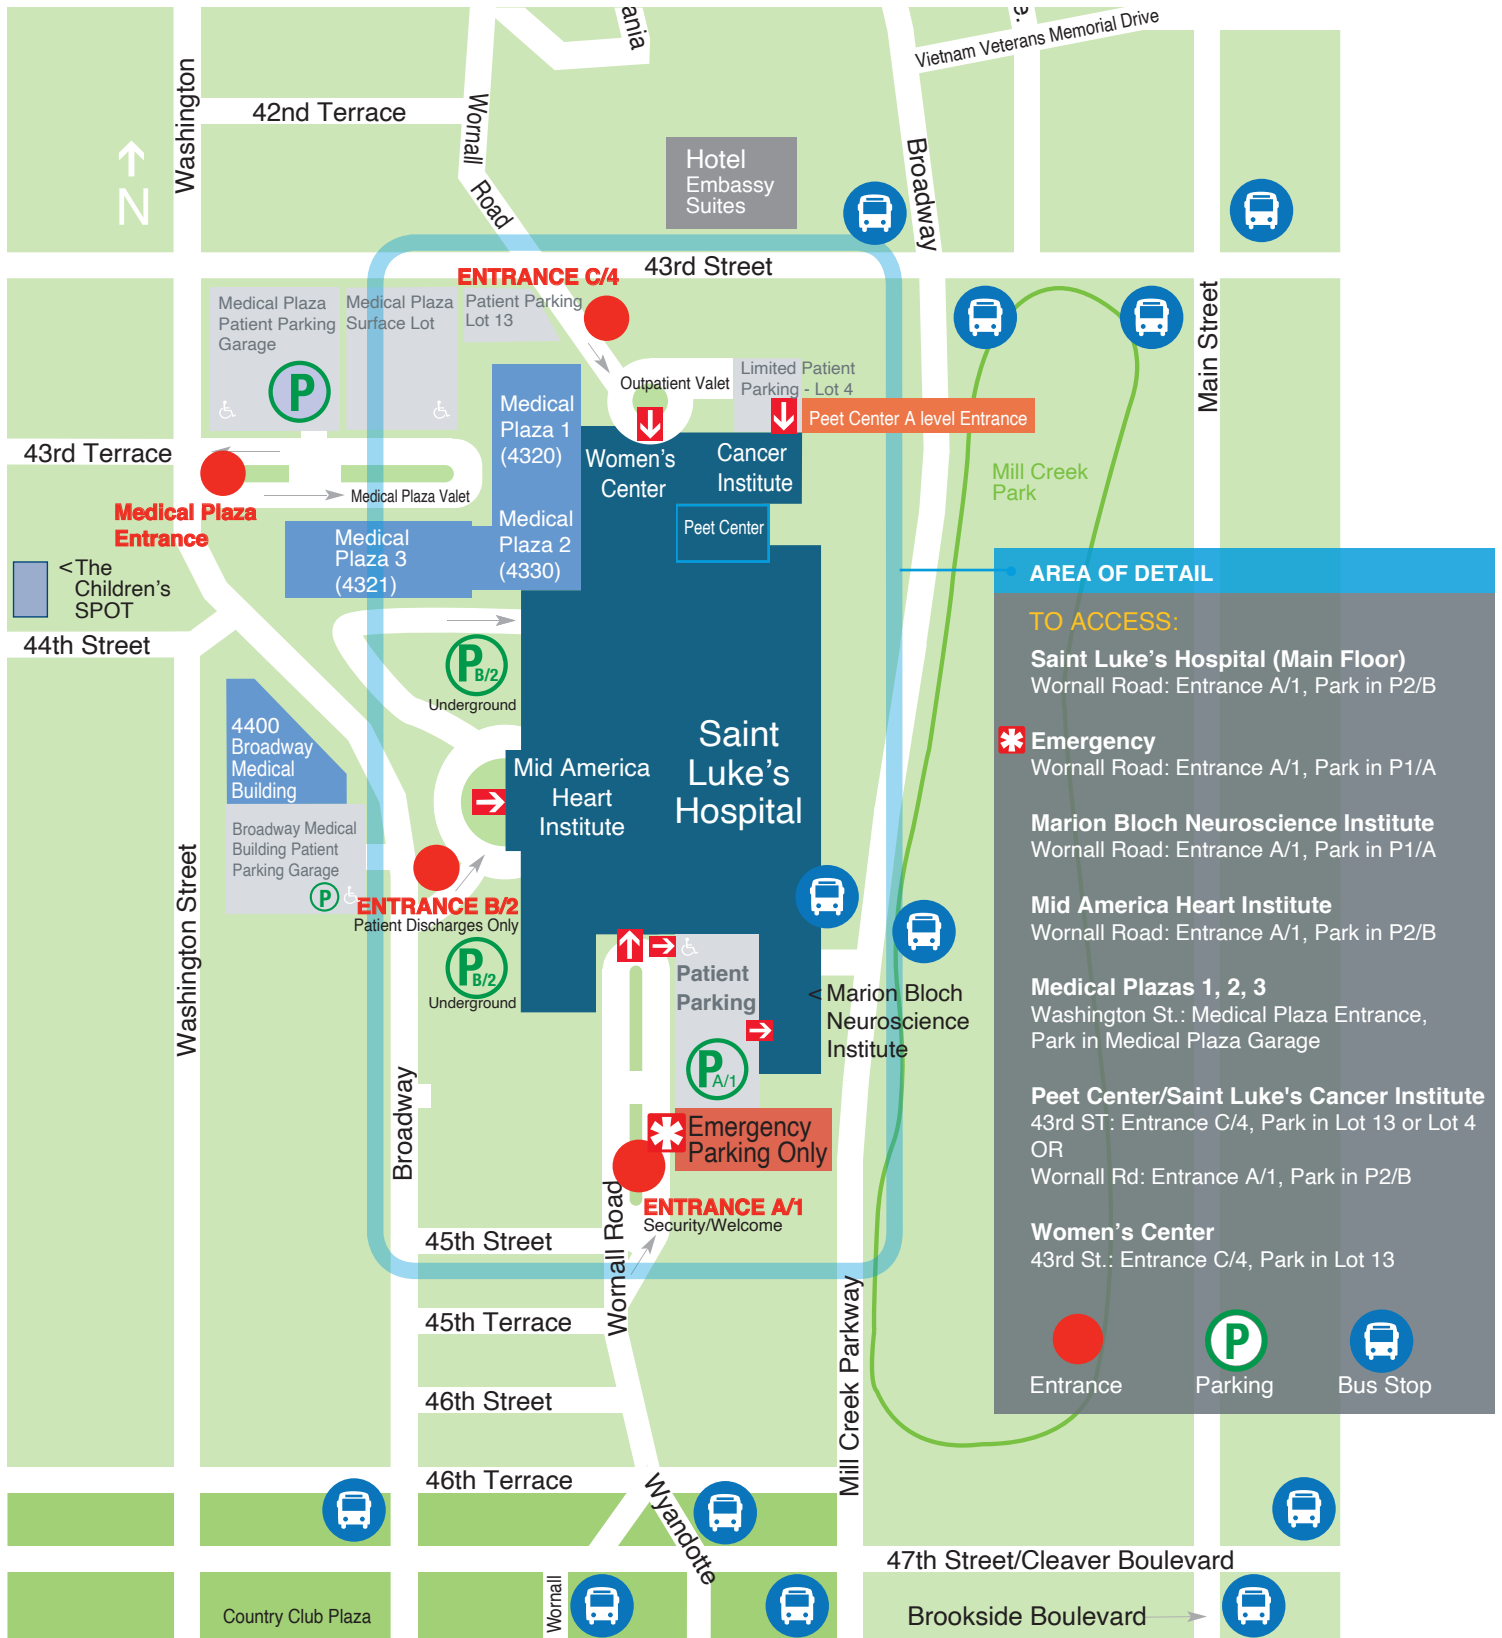 ania
e.
Vietnam Veterans Memorial Drive
Washington
42nd Terrace
Wornall
Road
Broadway
N
Hotel
Embassy
Suites
43rd Street
ENTRANCE C/4
Patient Parking
Lot 13
Medical Plaza
Patient Parking
Garage
P
Medical Plaza
Surface Lot
Main Street
Outpatient Valet
Limited Patient
Parking - Lot 4
Peet Center A level Entrance
Medical
Plaza 1
(4320)
Women's
Center
Cancer
Institute
Peet Center
43rd Terrace
Medical Plaza Valet
Medical Plaza
Entrance
Mill Creek
Park
Medical
Plaza 2
(4330)
Medical
Plaza 3
(4321)
<The
Children's
SPOT
44th Street
P B/2
Underground
4400
Broadway
Medical
Building
Broadway Medical
Building Patient
Parking Garage
P
Mid America
Heart
Institute
Saint
Luke's
Hospital
ENTRANCE B/2
Patient Discharges Only
P B/2
Underground
Washington Street
Patient
Parking
P A/1
<Marion Bloch
Neuroscience
Institute
Broadway
Emergency
Parking Only
ENTRANCE A/1
Security/Welcome
45th Street
Wornall Road
45th Terrace
46th Street
Mill Creek Parkway
46th Terrace
Wyandotte
47th Street/Cleaver Boulevard
Wornall
Country Club Plaza
Brookside Boulevard
AREA OF DETAIL
TO ACCESS:
Saint Luke's Hospital (Main Floor)
Wornall Road: Entrance A/1, Park in P2/B
Emergency
Wornall Road: Entrance A/1, Park in P1/A
Marion Bloch Neuroscience Institute
Wornall Road: Entrance A/1, Park in P1/A
Mid America Heart Institute
Wornall Road: Entrance A/1, Park in P2/B
Medical Plazas 1, 2, 3
Washington St.: Medical Plaza Entrance,
Park in Medical Plaza Garage
Peet Center/Saint Luke's Cancer Institute
43rd ST: Entrance C/4, Park in Lot 13 or Lot 4
OR
Wornall Rd: Entrance A/1, Park in P2/B
Women's Center
43rd St.: Entrance C/4, Park in Lot 13
P
Entrance
Parking
Bus Stop